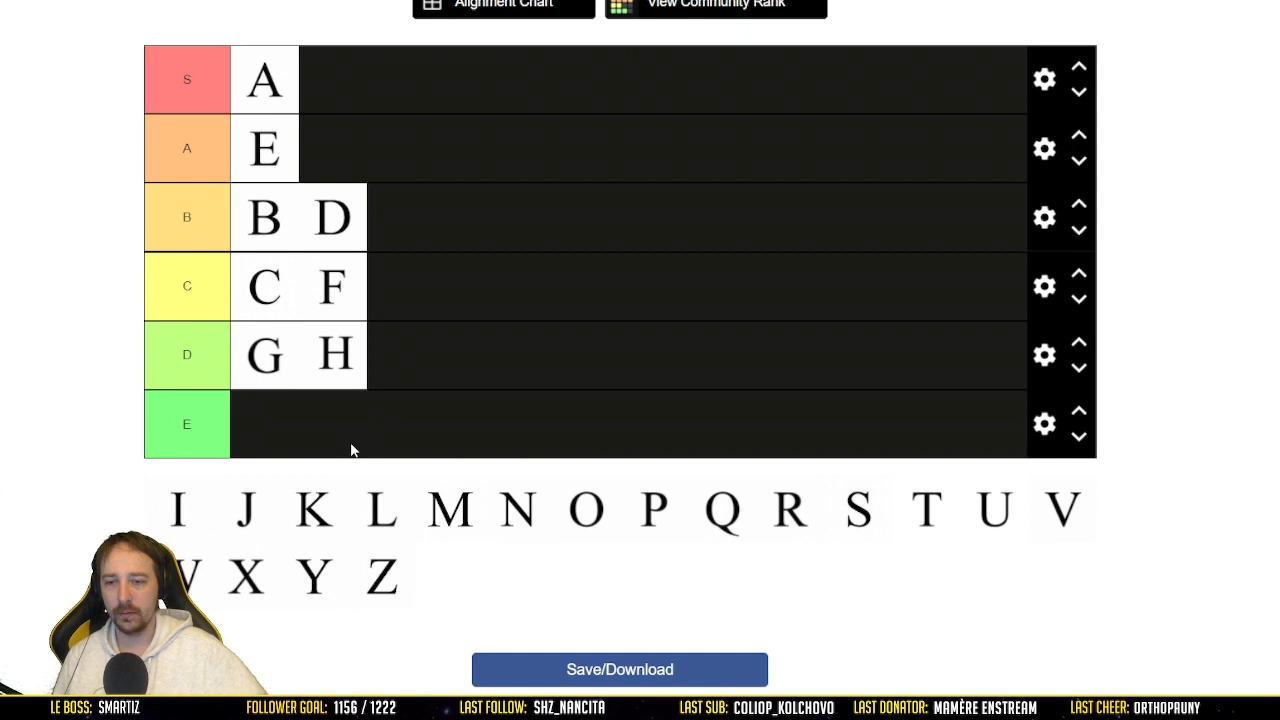 Alignment Chart View Community Rank
S A
A E
B B D
C C F
D G H
E
I J K L M N O P Q R S T U V
X Y Z
Save/Download
LE BOSS: SMARTIZ FOLLOWER GOAL: 1156 / 1222 LAST FOLLOW: SHZ_NANCITA LAST SUB: COLIOP_KOLCHOVO LAST DONATOR: MAMÈRE ENSTREAM LAST CHEER: ORTHOPAUNY